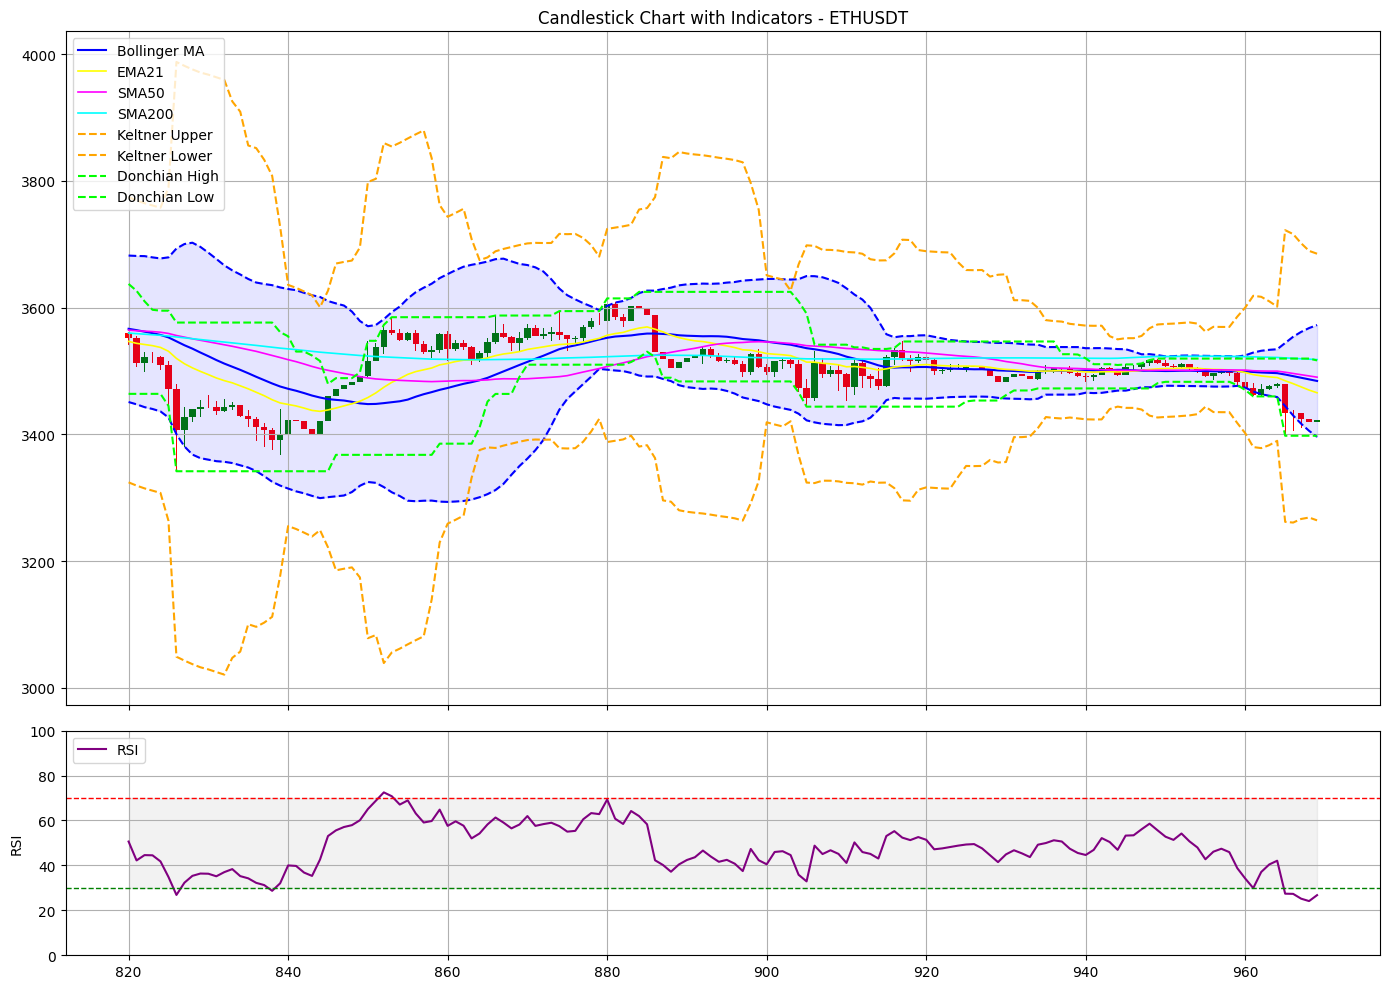 Candlestick Chart with Indicators - ETHUSDT
4000
3800
3600
3400
3200
3000
Bollinger MA
EMA21
SMA50
SMA200
Keltner Upper
Keltner Lower
Donchian High
Donchian Low
100
80
60
40
20
0
RSI
RSI
820 840 860 880 900 920 940 960